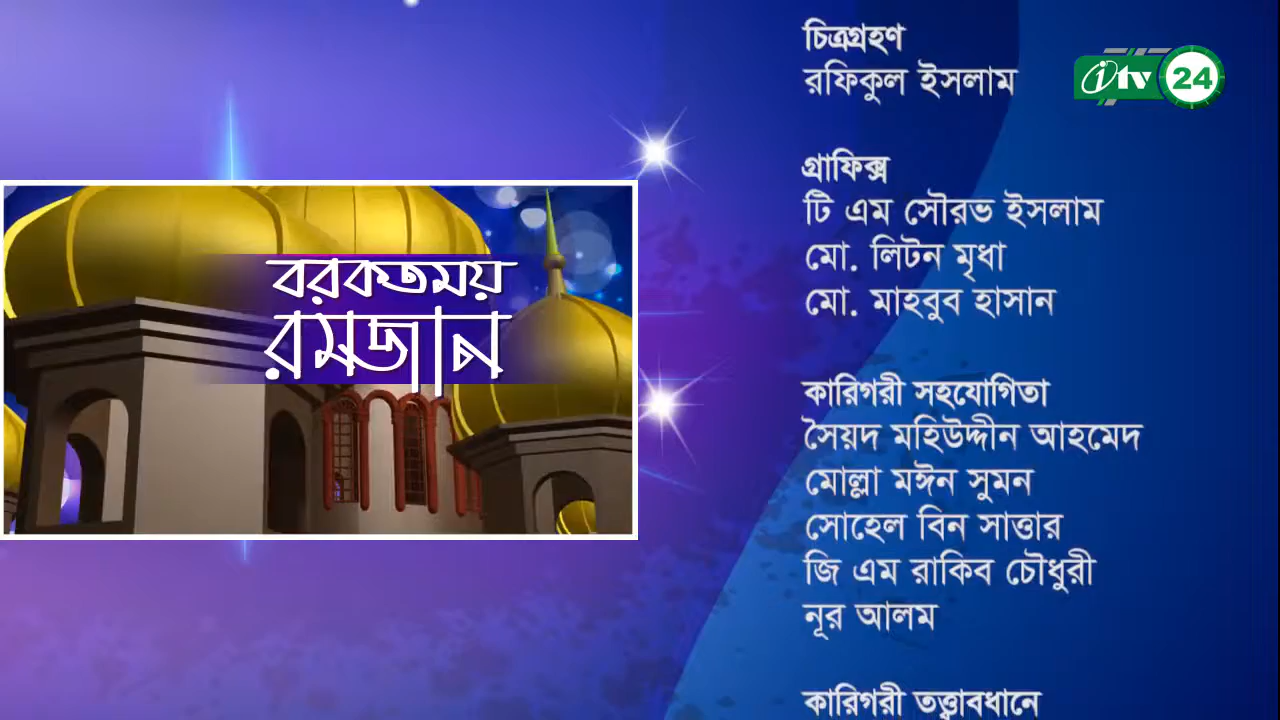 বরকতময়
রমজান
চিত্রগ্রহণ
রফিকুল ইসলাম
গ্রাফিক্স
টি এম সৌরভ ইসলাম
মো. লিটন মৃধা
মো. মাহবুব হাসান
কারিগরী সহযোগিতা
সৈয়দ মহিউদ্দীন আহমেদ
মোল্লা মঈন সুমন
সোহেল বিন সাত্তার
জি এম রাকিব চৌধুরী
নূর আলম
কারিগরী তত্ত্বাবধানে
itv 24